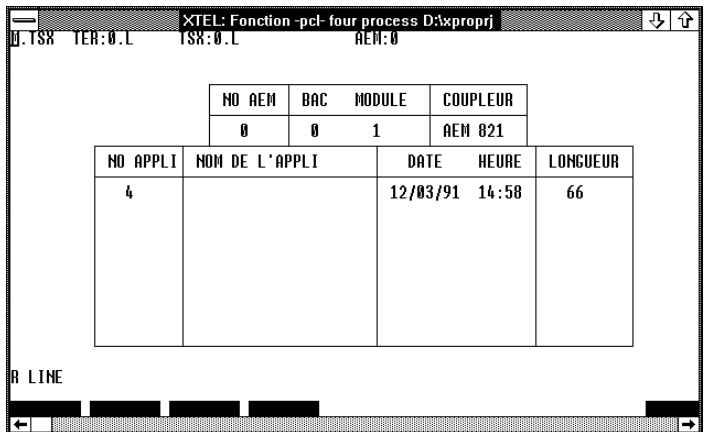 XTEL: Fonction -pcl- four process D:\xproprj
M.TSX TER:0.L TSX:0.L AEM:0
NO AEM BAC MODULE COUPLEUR
0 0 1 AEM 821
NO APPLI NOM DE L'APPLI DATE HEURE LONGUEUR
4 12/03/91 14:58 66
R LINE